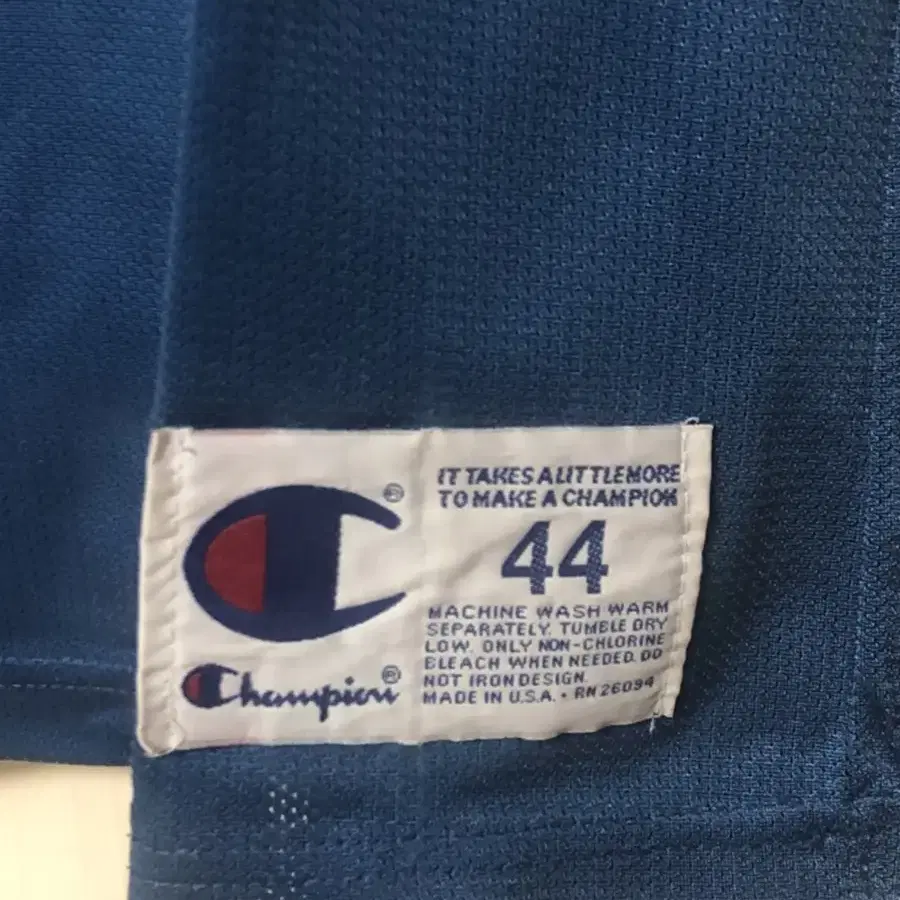 IT TAKES A LITTLE MORE
TO MAKE A CHAMPION
44
MACHINE WASH WARM
SEPARATELY. TUMBLE DRY
LOW. ONLY NON-CHLORINE
BLEACH WHEN NEEDED. DO
NOT IRON DESIGN.
MADE IN U.S.A. • RN 26094
®
Champion®